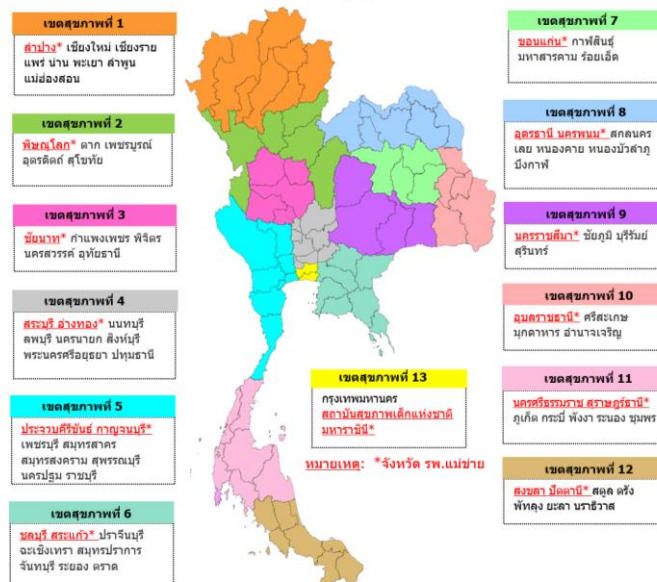 เขตสุขภาพที่ 1
ลำปาง* เชียงใหม่ เชียงราย
แพร่ น่าน พะเยา ลำพูน
แม่ฮ่องสอน
เขตสุขภาพที่ 2
พิษณุโลก* ตาก เพชรบูรณ์
อุตรดิตถ์ สุโขทัย
เขตสุขภาพที่ 3
ชัยนาท* กำแพงเพชร พิจิตร
นครสวรรค์ อุทัยธานี
เขตสุขภาพที่ 4
สระบุรี อ่างทอง* นนทบุรี
ลพบุรี นครนายก สิงห์บุรี
พระนครศรีอยุธยา ปทุมธานี
เขตสุขภาพที่ 5
ประจวบคีรีขันธ์ กาญจนบุรี*
เพชรบุรี สมุทรสาคร
สมุทรสงคราม สุพรรณบุรี
นครปฐม ราชบุรี
เขตสุขภาพที่ 6
ชลบุรี สระแก้ว* ปราจีนบุรี
ฉะเชิงเทรา สมุทรปราการ
จันทบุรี ระยอง ตราด
เขตสุขภาพที่ 13
กรุงเทพมหานคร
สถาบันสุขภาพเด็กแห่งชาติ
มหาราชินี*
หมายเหตุ: *จังหวัด รพ.แม่ข่าย
เขตสุขภาพที่ 7
ขอนแก่น* กาฬสินธุ์
มหาสารคาม ร้อยเอ็ด
เขตสุขภาพที่ 8
อุดรธานี นครพนม* สกลนคร
เลย หนองคาย หนองบัวลำภู
บึงกาฬ
เขตสุขภาพที่ 9
นครราชสีมา* ชัยภูมิ บุรีรัมย์
สุรินทร์
เขตสุขภาพที่ 10
อุบลราชธานี* ศรีสะเกษ
มุกดาหาร อำนาจเจริญ
เขตสุขภาพที่ 11
นครศรีธรรมราช สุราษฎร์ธานี*
ภูเก็ต กระบี่ พังงา ระนอง ชุมพร
เขตสุขภาพที่ 12
สงขลา ปัตตานี* สตูล ตรัง
พัทลุง ยะลา นราธิวาส